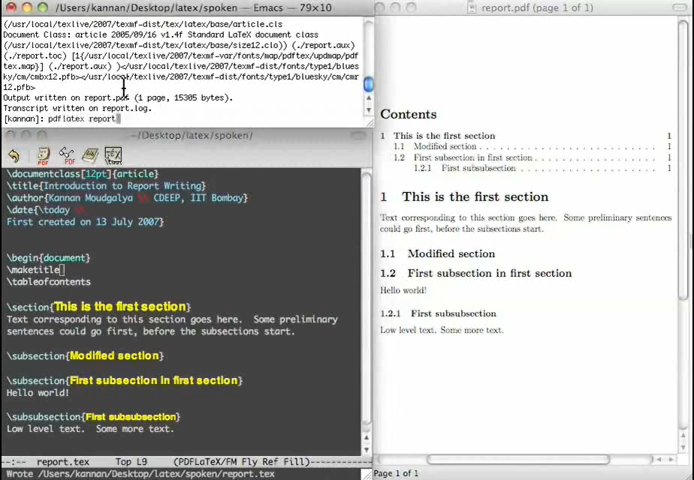 /Users/kannan/Desktop/latex/spoken/ — Emacs — 79×10
(/usr/local/texlive/2007/texmf-dist/tex/latex/base/article.cls
Document Class: article 2005/09/16 v1.4f Standard LaTeX document class
(/usr/local/texlive/2007/texmf-dist/tex/latex/base/size12.clo)) (./report.aux)
(./report.toc) [1{/usr/local/texlive/2007/texmf-var/fonts/map/pdftex/updmap/pdf
tex.map}] (./report.aux) )</usr/local/texlive/2007/texmf-dist/fonts/type1/blues
ky/cm/cmbx12.pfb></usr/local/texlive/2007/texmf-dist/fonts/type1/bluesky/cm/cmr
12.pfb>
Output written on report.pdf (1 page, 15305 bytes).
Transcript written on report.log.
[kannan]: pdflatex report
~/Desktop/latex/spoken/
PDF
PDF
\documentclass[12pt]{article}
\title{Introduction to Report Writing}
\author{Kannan Moudgalya \\ CDEEP, IIT Bombay}
\date{\today \\
First created on 13 July 2007}
\begin{document}
\maketitle
\tableofcontents
\section{This is the first section}
Text corresponding to this section goes here. Some preliminary
sentences could go first, before the subsections start.
\subsection{Modified section}
\subsection{First subsection in first section}
Hello world!
\subsubsection{First subsubsection}
Low level text. Some more text.
-:--- report.tex Top L9 (PDFLaTeX/FM Fly Ref Fill)
Wrote /Users/kannan/Desktop/latex/spoken/report.tex
report.pdf (page 1 of 1)
Contents
1 This is the first section 1
1.1 Modified section 1
1.2 First subsection in first section 1
1.2.1 First subsubsection 1
1 This is the first section
Text corresponding to this section goes here. Some preliminary sentences
could go first, before the subsections start.
1.1 Modified section
1.2 First subsection in first section
Hello world!
1.2.1 First subsubsection
Low level text. Some more text.
Page 1 of 1